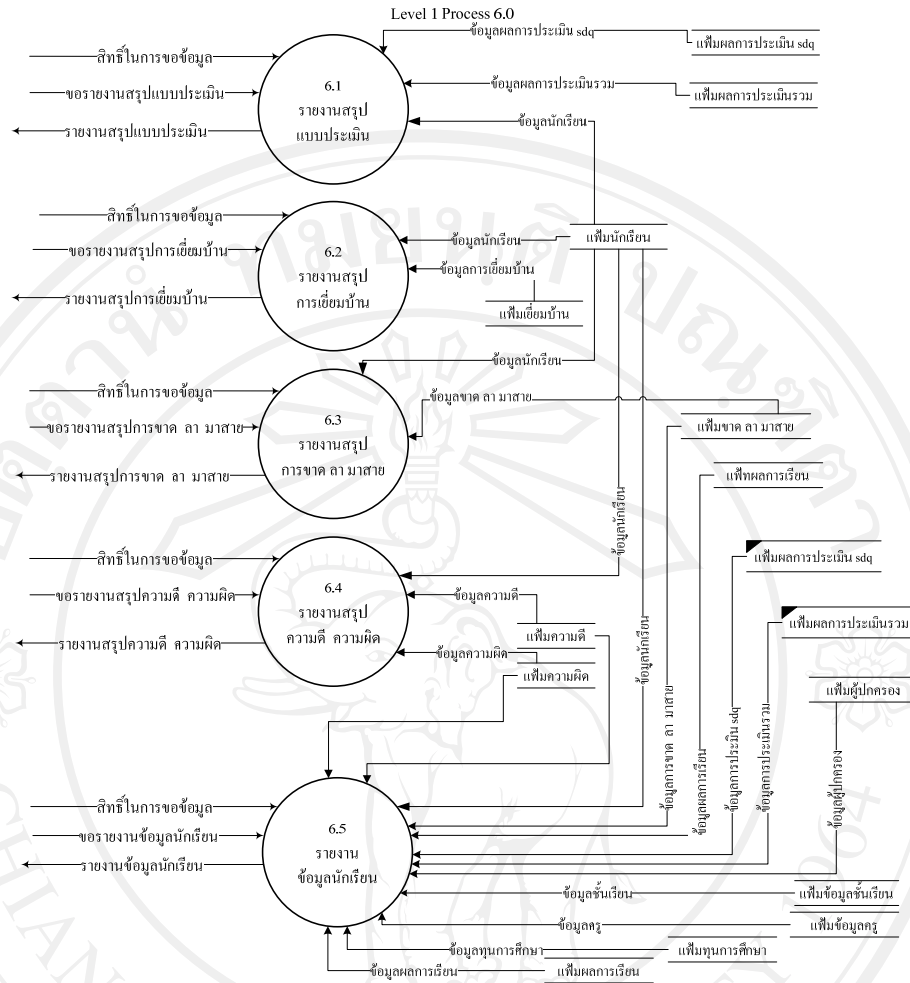 Level 1 Process 6.0
ข้อมูลผลการประเมิน sdq
แฟ้มผลการประเมิน sdq
สิทธิ์ในการขอข้อมูล
ขอรายงานสรุปแบบประเมิน
รายงานสรุปแบบประเมิน
6.1
รายงานสรุป
แบบประเมิน
ข้อมูลผลการประเมินรวม
แฟ้มผลการประเมินรวม
ข้อมูลนักเรียน
สิทธิ์ในการขอข้อมูล
ขอรายงานสรุปการเยี่ยมบ้าน
รายงานสรุปการเยี่ยมบ้าน
6.2
รายงานสรุป
การเยี่ยมบ้าน
ข้อมูลนักเรียน
แฟ้มนักเรียน
ข้อมูลการเยี่ยมบ้าน
แฟ้มเยี่ยมบ้าน
ข้อมูลนักเรียน
สิทธิ์ในการขอข้อมูล
ขอรายงานสรุปการขาด ลา มาสาย
รายงานสรุปการขาด ลา มาสาย
6.3
รายงานสรุป
การขาด ลา มาสาย
ข้อมูลขาด ลา มาสาย
แฟ้มขาด ลา มาสาย
แฟ้ทผลการเรียน
ข้อมูลนักเรียน
แฟ้มผลการประเมิน sdq
สิทธิ์ในการขอข้อมูล
ขอรายงานสรุปความดี ความผิด
รายงานสรุปความดี ความผิด
6.4
รายงานสรุป
ความดี ความผิด
ข้อมูลความดี
แฟ้มความดี
ข้อมูลความผิด
แฟ้มความผิด
แฟ้มผลการประเมินรวม
แฟ้มผู้ปกครอง
ข้อมูลนักเรียน
ข้อมูลการขาด ลา มาสาย
ข้อมูลผลการเรียน
ข้อมูลการประเมิน sdq
ข้อมูลการประเมินรวม
ข้อมูลผู้ปกครอง
สิทธิ์ในการขอข้อมูล
ขอรายงานข้อมูลนักเรียน
รายงานข้อมูลนักเรียน
6.5
รายงาน
ข้อมูลนักเรียน
ข้อมูลชั้นเรียน
แฟ้มข้อมูลชั้นเรียน
ข้อมูลครู
แฟ้มข้อมูลครู
ข้อมูลทุนการศึกษา
แฟ้มทุนการศึกษา
ข้อมูลผลการเรียน
แฟ้มผลการเรียน